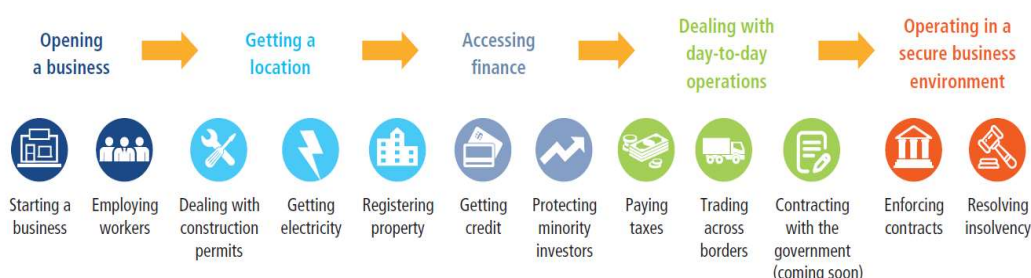 Opening
a business
Getting a
location
Accessing
finance
Dealing with
day-to-day
operations
Operating in a
secure business
environment
Starting a
business
Employing
workers
Dealing with
construction
permits
Getting
electricity
Registering
property
Getting
credit
Protecting
minority
investors
Paying
taxes
Trading
across
borders
Contracting
with the
government
(coming soon)
Enforcing
contracts
Resolving
insolvency